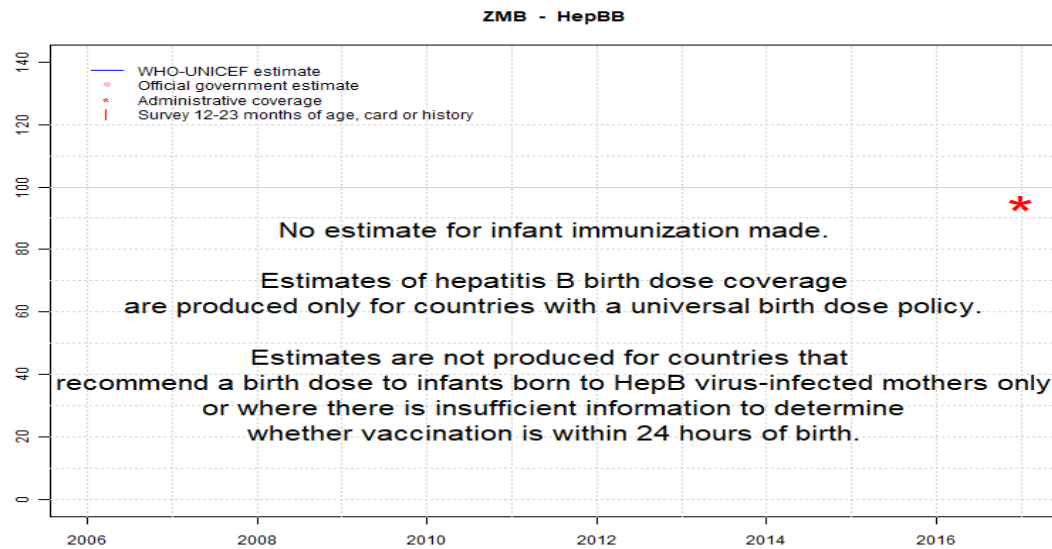 ZMB - HepBB
140
120
100
80
60
40
20
0
WHO-UNICEF estimate
Official government estimate
* Administrative coverage
Survey 12-23 months of age, card or history
*
No estimate for infant immunization made.
Estimates of hepatitis B birth dose coverage
are produced only for countries with a universal birth dose policy.
Estimates are not produced for countries that
recommend a birth dose to infants born to HepB virus-infected mothers only
or where there is insufficient information to determine
whether vaccination is within 24 hours of birth.
2006 2008 2010 2012 2014 2016